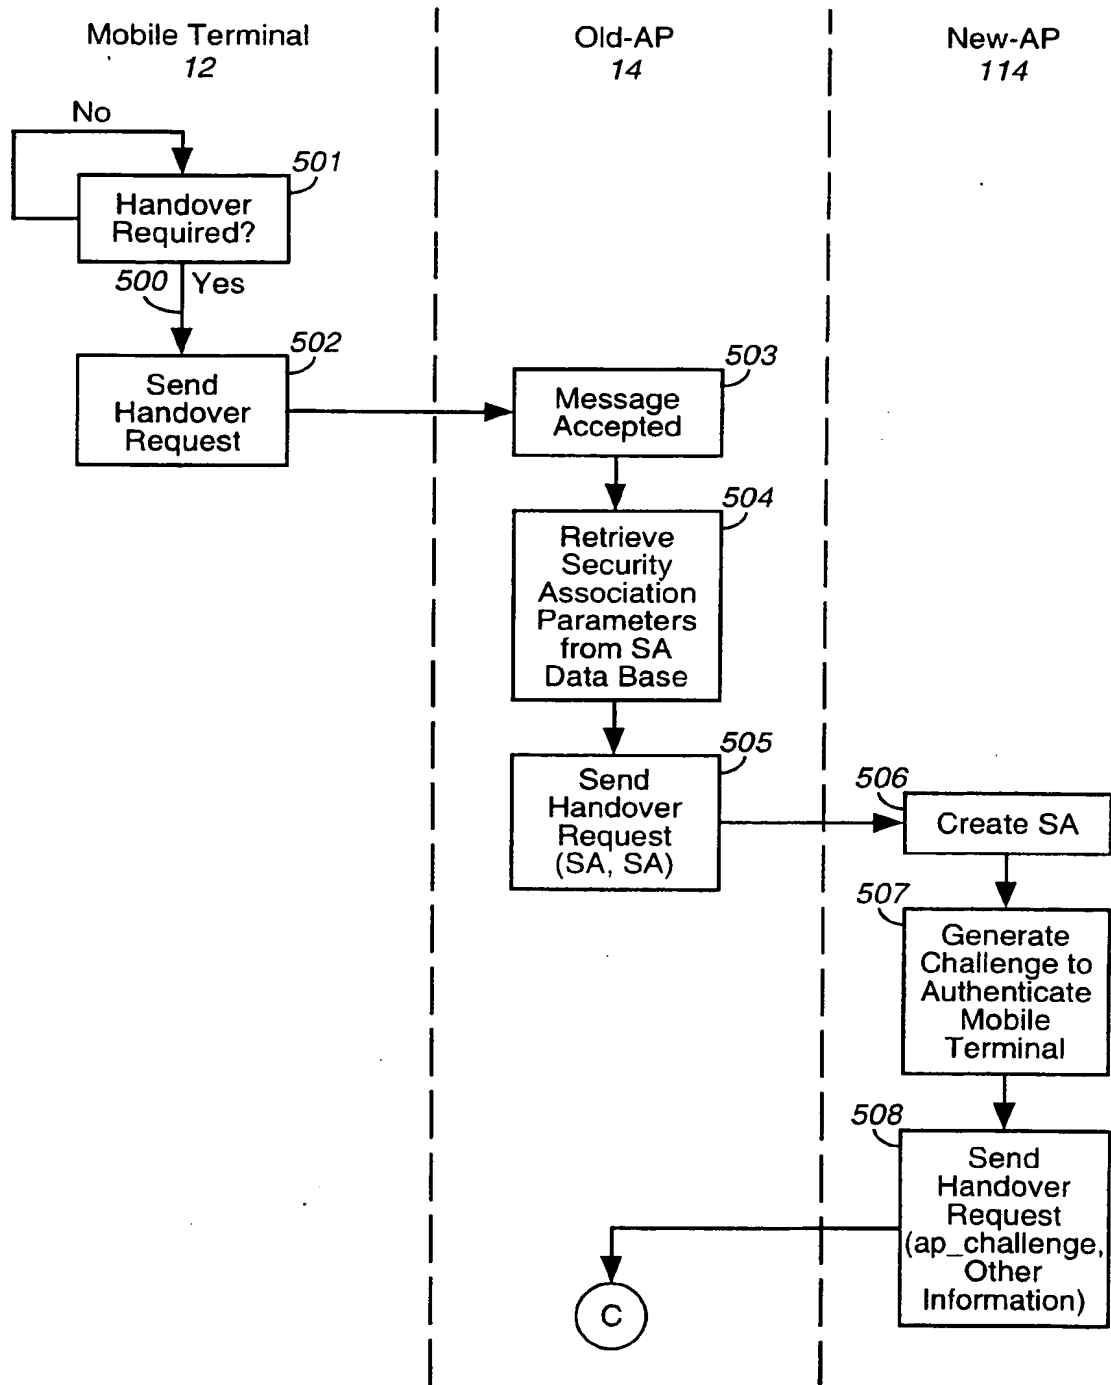 Mobile Terminal
12
Old-AP
14
New-AP
114
No
501
Handover
Required?
500
Yes
502
Send
Handover
Request
503
Message
Accepted
504
Retrieve
Security
Association
Parameters
from SA
Data Base
505
Send
Handover
Request
(SA, SA)
506
Create SA
507
Generate
Challenge to
Authenticate
Mobile
Terminal
508
Send
Handover
Request
(ap_challenge,
Other
Information)
C